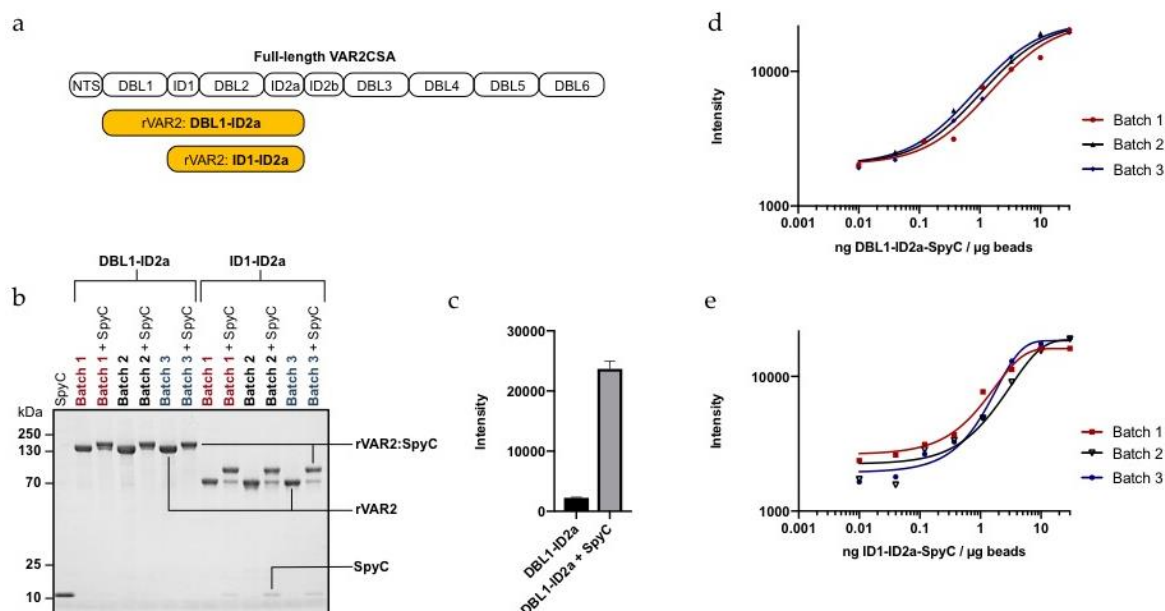 a
Full-length VAR2CSA
NTS DBL1 ID1 DBL2 ID2a ID2b DBL3 DBL4 DBL5 DBL6
rVAR2: DBL1-ID2a
rVAR2: ID1-ID2a
b
DBL1-ID2a ID1-ID2a
SpyC
Batch 1
Batch 1 + SpyC
Batch 2
Batch 2 + SpyC
Batch 3
Batch 3 + SpyC
Batch 1
Batch 1 + SpyC
Batch 2
Batch 2 + SpyC
Batch 3
Batch 3 + SpyC
kDa
250
130
70
25
10
rVAR2:SpyC
rVAR2
SpyC
c
Intensity
30000
20000
10000
0
DBL1-ID2a
DBL1-ID2a + SpyC
d
Intensity
10000
1000
0.001 0.01 0.1 1 10
ng DBL1-ID2a-SpyC / µg beads
Batch 1
Batch 2
Batch 3
e
Intensity
10000
1000
0.001 0.01 0.1 1 10
ng ID1-ID2a-SpyC / µg beads
Batch 1
Batch 2
Batch 3